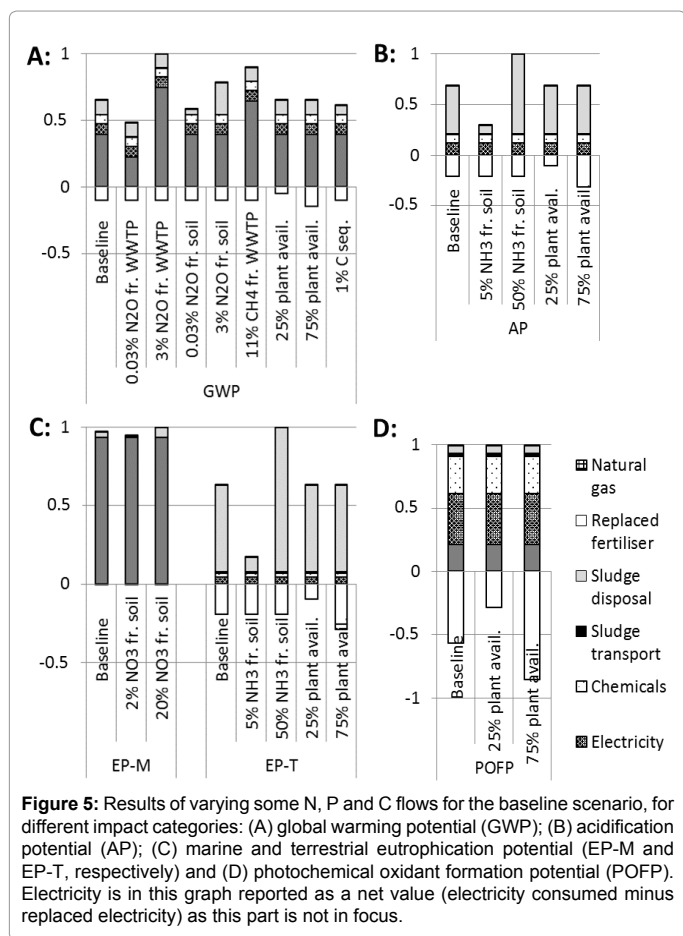 A:
1
0.5
0
-0.5
Baseline
0.03% N2O fr. WWTP
3% N2O fr. WWTP
0.03% N2O fr. soil
3% N2O fr. soil
11% CH4 fr. WWTP
25% plant avail.
75% plant avail.
1% C seq.
GWP
B:
1
0.5
0
-0.5
Baseline
5% NH3 fr. soil
50% NH3 fr. soil
25% plant aval.
75% plant avail.
AP
C:
1
0.5
0
-0.5
Baseline
2% NO3 fr. soil
20% NO3 fr. soil
EP-M
Baseline
5% NH3 fr. soil
50% NH3 fr. soil
25% plant avail.
75% plant avail.
EP-T
D:
1
0.5
0
-0.5
-1
Baseline
25% plant avail.
75% plant avail.
POFP
Natural
gas
Replaced
fertiliser
Sludge
disposal
Sludge
transport
Chemicals
Electricity
Figure 5: Results of varying some N, P and C flows for the baseline scenario, for
different impact categories: (A) global warming potential (GWP); (B) acidification
potential (AP); (C) marine and terrestrial eutrophication potential (EP-M and
EP-T, respectively) and (D) photochemical oxidant formation potential (POFP).
Electricity is in this graph reported as a net value (electricity consumed minus
replaced electricity) as this part is not in focus.